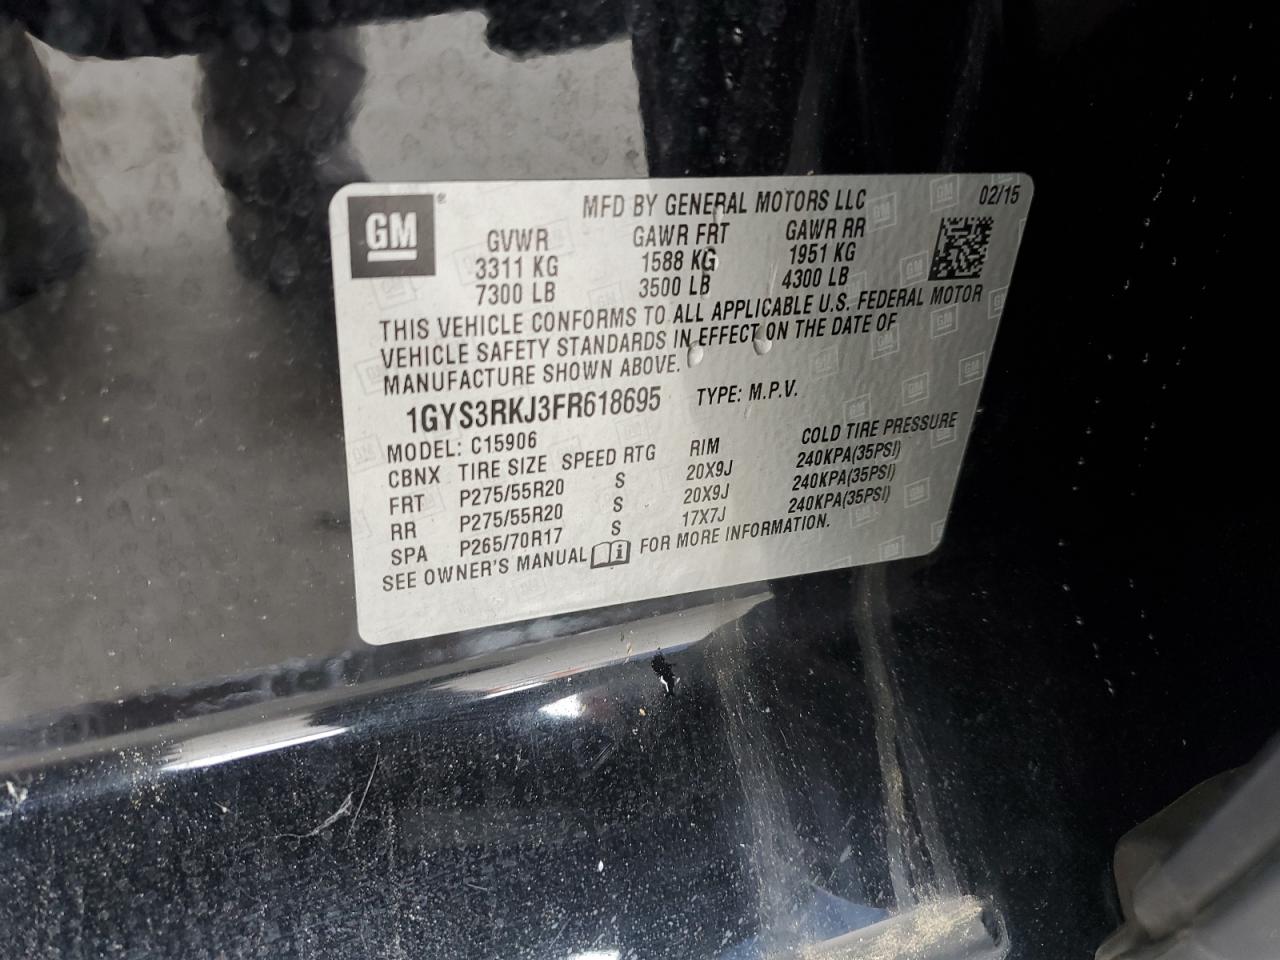 GM®
MFD BY GENERAL MOTORS LLC 02/15
GVWR GAWR FRT GAWR RR
3311 KG 1588 KG 1951 KG
7300 LB 3500 LB 4300 LB
THIS VEHICLE CONFORMS TO ALL APPLICABLE U.S. FEDERAL MOTOR
VEHICLE SAFETY STANDARDS IN EFFECT ON THE DATE OF
MANUFACTURE SHOWN ABOVE.
1GYS3RKJ3FR618695 TYPE: M.P.V.
MODEL: C15906
CBNX TIRE SIZE SPEED RTG RIM COLD TIRE PRESSURE
FRT P275/55R20 S 20X9J 240KPA(35PSI)
RR P275/55R20 S 20X9J 240KPA(35PSI)
SPA P265/70R17 S 17X7J 240KPA(35PSI)
SEE OWNER'S MANUAL FOR MORE INFORMATION.